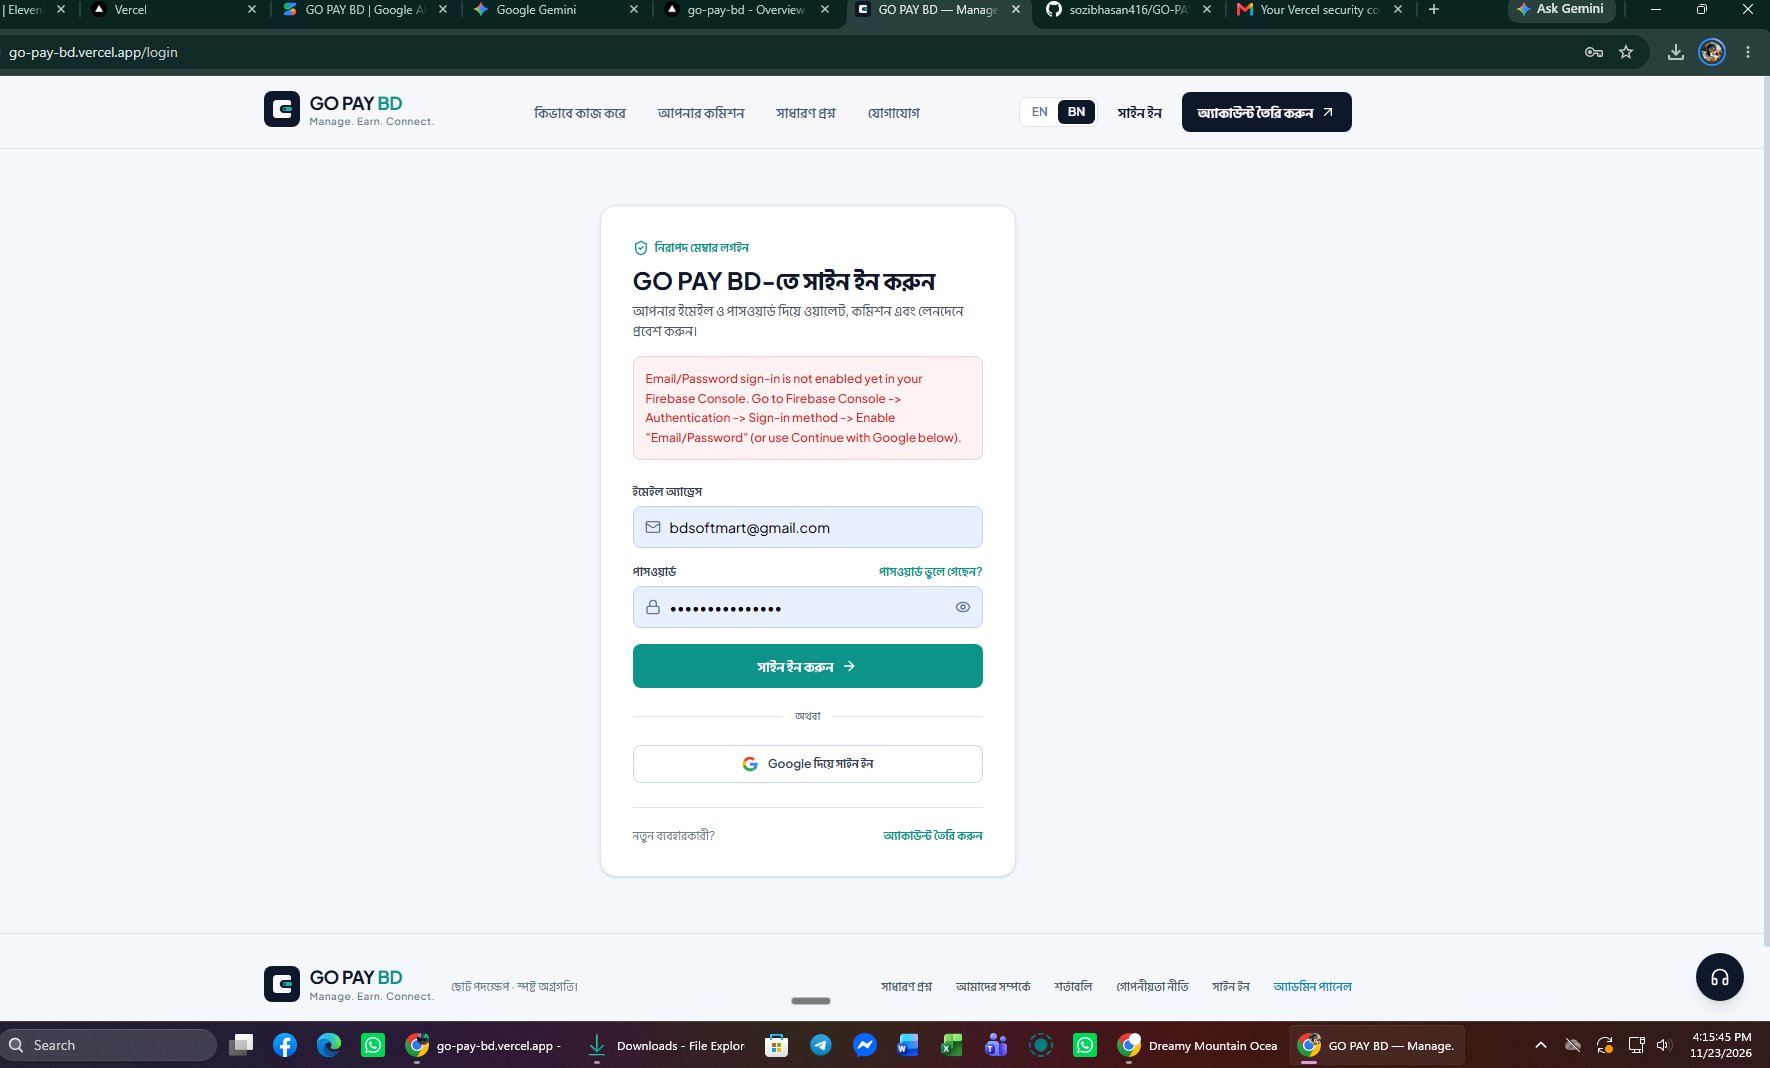 | Eleven
Vercel
GO PAY BD | Google A
Google Gemini
go-pay-bd - Overview
GO PAY BD — Manage
sozibhasan416/GO-PA
Your Vercel security co
Ask Gemini
go-pay-bd.vercel.app/login
GO PAY BD
Manage. Earn. Connect.
কিভাবে কাজ করে
আপনার কমিশন
সাধারণ প্রশ্ন
যোগাযোগ
EN
BN
সাইন ইন
অ্যাকাউন্ট তৈরি করুন
নিরাপদ মেম্বার লগইন
GO PAY BD-তে সাইন ইন করুন
আপনার ইমেইল ও পাসওয়ার্ড দিয়ে ওয়ালেট, কমিশন এবং লেনদেনে
প্রবেশ করুন।
Email/Password sign-in is not enabled yet in your
Firebase Console. Go to Firebase Console ->
Authentication -> Sign-in method -> Enable
"Email/Password" (or use Continue with Google below).
ইমেইল অ্যাড্রেস
bdsoftmart@gmail.com
পাসওয়ার্ড
পাসওয়ার্ড ভুলে গেছেন?
•••••••••••••••
সাইন ইন করুন
অথবা
Google দিয়ে সাইন ইন
নতুন ব্যবহারকারী?
অ্যাকাউন্ট তৈরি করুন
GO PAY BD
Manage. Earn. Connect.
ছোট পদক্ষেপ · স্পষ্ট অগ্রগতি।
সাধারণ প্রশ্ন
আমাদের সম্পর্কে
শর্তাবলি
গোপনীয়তা নীতি
সাইন ইন
অ্যাডমিন প্যানেল
Search
go-pay-bd.vercel.app -
Downloads - File Explor
Dreamy Mountain Ocea
GO PAY BD — Manage.
4:15:45 PM
11/23/2026